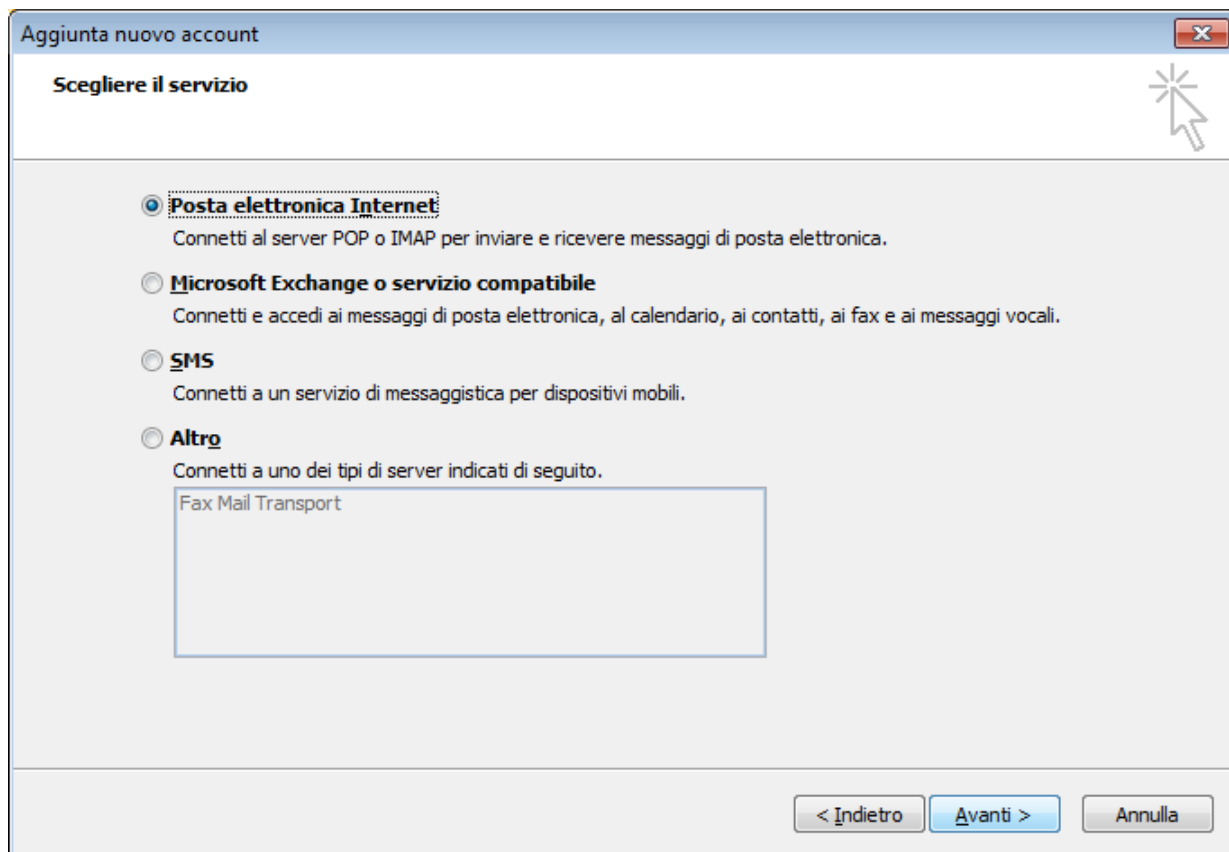 Aggiunta nuovo account
Scegliere il servizio
Posta elettronica Internet
Connetti al server POP o IMAP per inviare e ricevere messaggi di posta elettronica.
Microsoft Exchange o servizio compatibile
Connetti e accedi ai messaggi di posta elettronica, al calendario, ai contatti, ai fax e ai messaggi vocali.
SMS
Connetti a un servizio di messaggistica per dispositivi mobili.
Altro
Connetti a uno dei tipi di server indicati di seguito.
Fax Mail Transport
< Indietro Avanti > Annulla